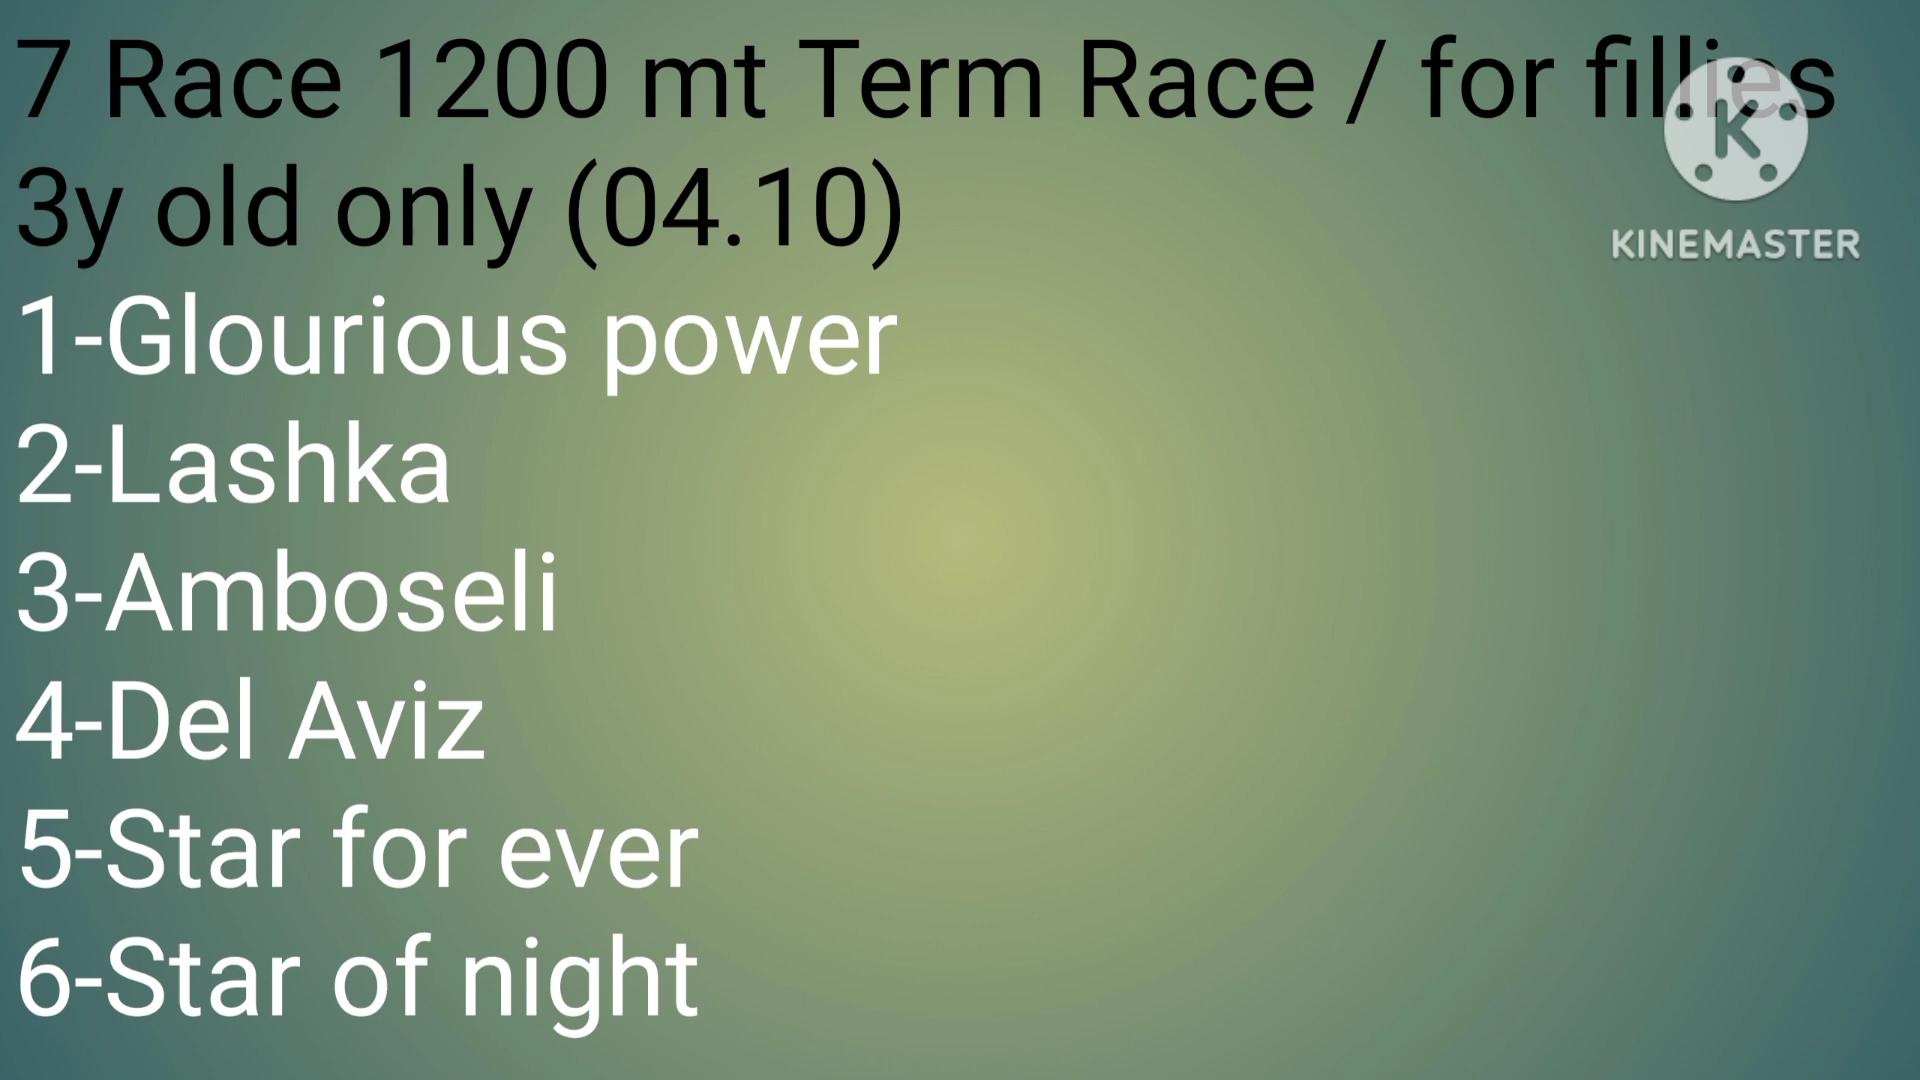 7 Race 1200 mt Term Race / for fillies
3y old only (04.10)
KINEMASTER
1-Glourious power
2-Lashka
3-Amboseli
4-Del Aviz
5-Star for ever
6-Star of night